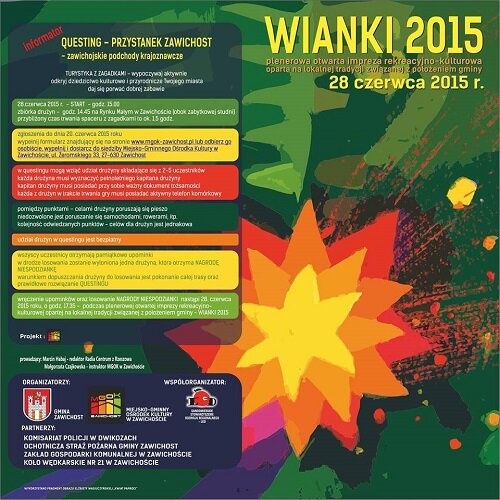 informator
QUESTING – PRZYSTANEK ZAWICHOST
– zawichojskie podchody krajoznawcze
TURYSTYKA Z ZAGADKAMI – wypoczywaj aktywnie
odkryj dziedzictwo kulturowe i przyrodnicze Twojego miasta
daj się porwać dobrej zabawie
28 czerwca 2015 r. – START – godz. 15.00
zbiórka drużyn – godz. 14.45 na Rynku Małym w Zawichoście (obok zabytkowej studni)
przybliżony czas trwania spaceru z zagadkami to ok. 1,5 godz.
zgłoszenia do dnia 20. czerwca 2015 roku
wypełnij formularz znajdujący się na stronie www.mgok-zawichost.pl lub odbierz go
osobiście, wypełnij i dostarcz do siedziby Miejsko-Gminnego Ośrodka Kultury w
Zawichoście, ul. Żeromskiego 33, 27-630 Zawichost
w questingu mogą wziąć udział drużyny składające się z 2-5 uczestników
każda drużyna musi wyznaczyć pełnoletniego kapitana drużyny
kapitan drużyny musi posiadać przy sobie ważny dokument tożsamości
każda z drużyn w trakcie trwania gry musi posiadać aktywny telefon komórkowy
pomiędzy punktami – celami drużyny poruszają się pieszo
niedozwolone jest poruszanie się samochodami, rowerami, itp.
kolejność odwiedzanych punktów – celów dla drużyn jest jednakowa
udział drużyn w questingu jest bezpłatny
wszyscy uczestnicy otrzymają pamiątkowe upominki
w drodze losowania zostanie wyłoniona jedna drużyna, która otrzyma NAGRODĘ
NIESPODZIANKĘ
warunkiem dopuszczenia drużyny do losowania jest pokonanie całej trasy oraz
prawidłowe rozwiązanie QUESTINGU
wręczenie upominków oraz losowanie NAGRODY NIESPODZIANKI nastąpi 28. czerwca
2015 roku, o godz. 17.35 – podczas plenerowej otwartej imprezy rekreacyjno-
kulturowej opartej na lokalnej tradycji związanej z położeniem gminy – WIANKI 2015
Projekt :
prowadzący: Marcin Habaj - redaktor Radia Centrum z Rzeszowa
Małgorzata Czajkowska - instruktor MGOK w Zawichoście
ORGANIZATORZY:
WSPÓŁORGANIZATOR:
GMINA
ZAWICHOST
MGOK
ZAWICHOST
MIEJSKO-GMINNY
OŚRODEK KULTURY
W ZAWICHOŚCIE
SANDOMIERSKIE
STOWARZYSZENIE
PARTNERZY:
KOMISARIAT POLICJI W DWIKOZACH
OCHOTNICZA STRAŻ POŻARNA GMINY ZAWICHOST
ZAKŁAD GOSPODARKI KOMUNALNEJ W ZAWICHOŚCIE
KOŁO WĘDKARSKIE NR 21 W ZAWICHOŚCIE
WIANKI 2015
plenerowa otwarta impreza rekreacyjno-kulturowa
oparta na lokalnej tradycji związanej z położeniem gminy
28 czerwca 2015 r.